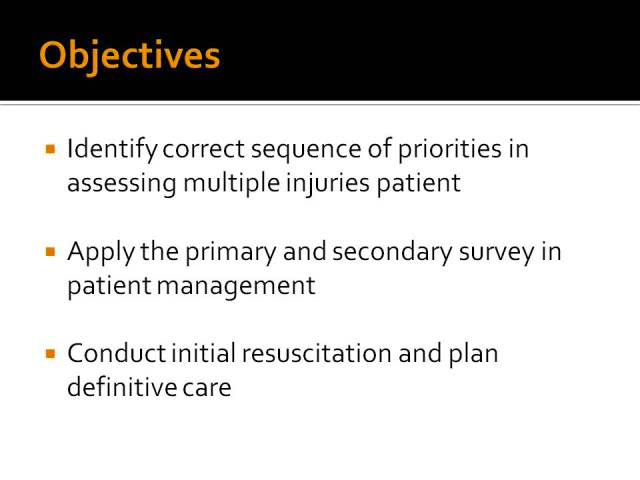 Objectives
Identify correct sequence of priorities in
assessing multiple injuries patient
Apply the primary and secondary survey in
patient management
Conduct initial resuscitation and plan
definitive care